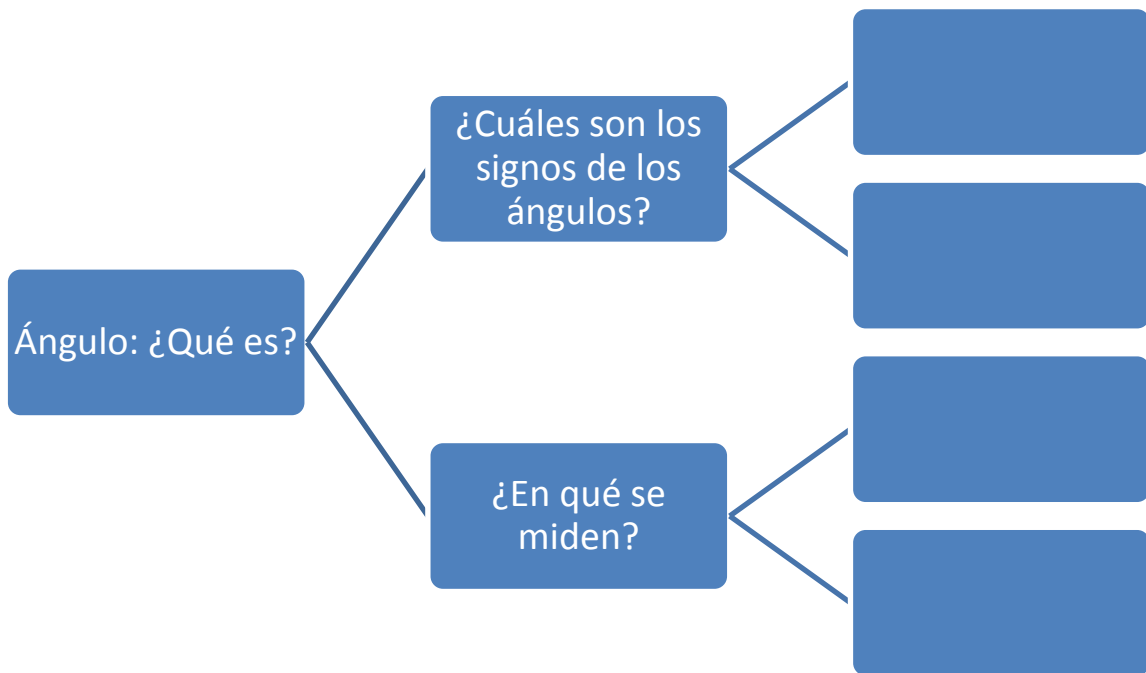 Ángulo: ¿Qué es?
¿Cuáles son los
signos de los
ángulos?
¿En qué se
miden?